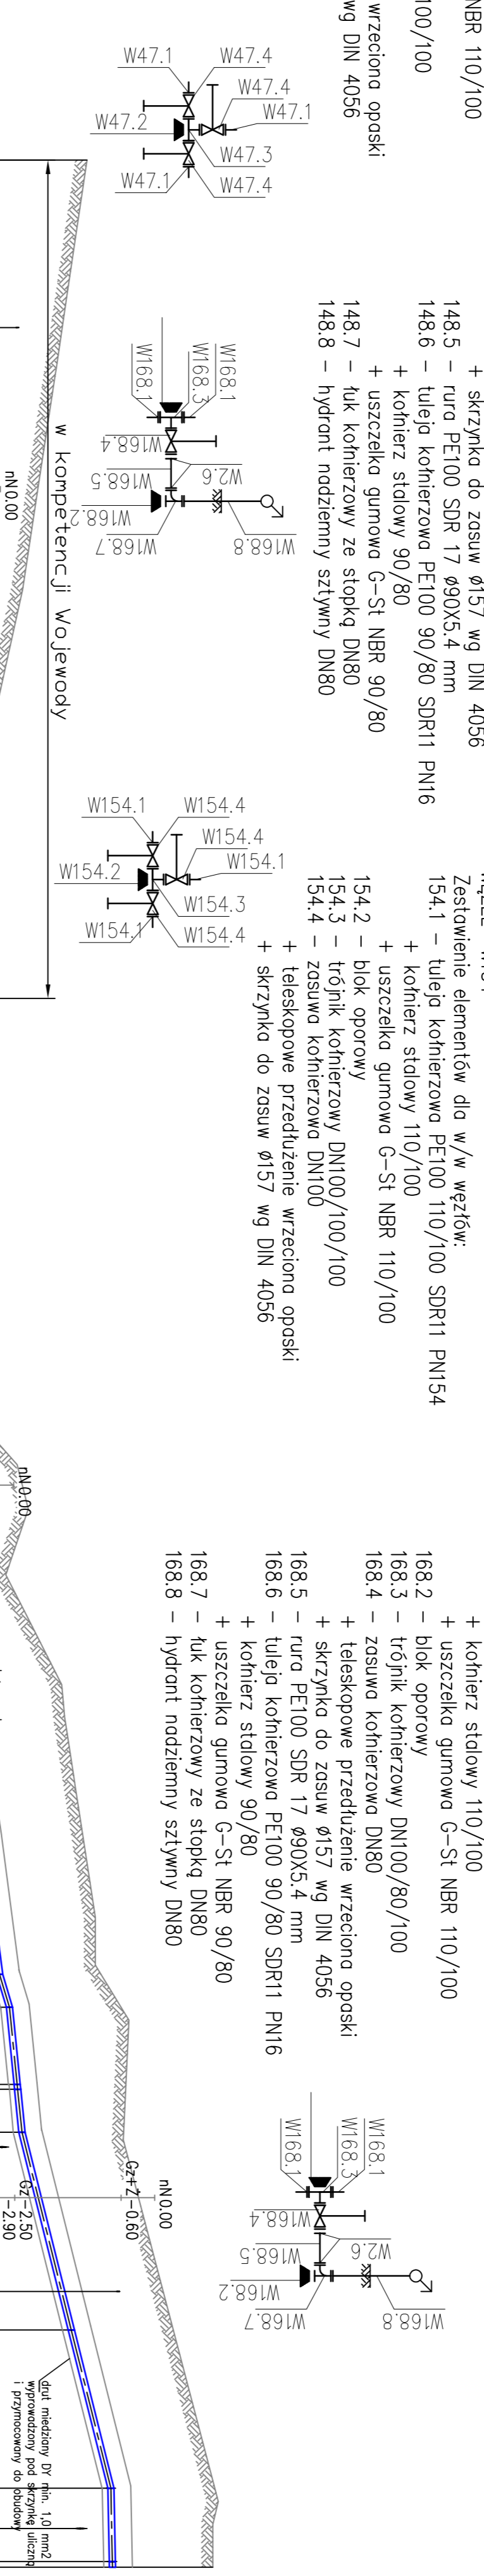 NBR 110/100
100/100
wrzeciona opaski
wg DIN 4056
W47.1
W47.4
W47.4
W47.1
W47.2
W47.3
W47.1
W47.4
+ skrzynka do zasuw ø157 wg DIN 4056
148.5 – rura PE100 SDR 17 ø90X5.4 mm
148.6 – tuleja kołnierzowa PE100 90/80 SDR11 PN16
+ kołnierz stalowy 90/80
+ uszczelka gumowa G–St NBR 90/80
148.7 – łuk kołnierzowy ze stopką DN80
148.8 – hydrant nadziemny sztywny DN80
W168.1
W168.3
W168.1
W168.4
W2.6
W168.5
W168.2
W168.7
W168.8
w kompetencji Wojewody
nN 0.00
W154.1
W154.4
W154.4
W154.1
W154.2
W154.3
W154.1
W154.4
Zestawienie elementów dla w/w węzłów:
154.1 – tuleja kołnierzowa PE100 110/100 SDR11 PN154
+ kołnierz stalowy 110/100
+ uszczelka gumowa G–St NBR 110/100
154.2 – blok oporowy
154.3 – trójnik kołnierzowy DN100/100/100
154.4 – zasuwa kołnierzowa DN100
+ teleskopowe przedłużenie wrzeciona opaski
+ skrzynka do zasuw ø157 wg DIN 4056
nN 0.00
+ kołnierz stalowy 110/100
+ uszczelka gumowa G–St NBR 110/100
168.2 – blok oporowy
168.3 – trójnik kołnierzowy DN100/80/100
168.4 – zasuwa kołnierzowa DN80
+ teleskopowe przedłużenie wrzeciona opaski
+ skrzynka do zasuw ø157 wg DIN 4056
168.5 – rura PE100 SDR 17 ø90X5.4 mm
168.6 – tuleja kołnierzowa PE100 90/80 SDR11 PN16
+ kołnierz stalowy 90/80
+ uszczelka gumowa G–St NBR 90/80
168.7 – łuk kołnierzowy ze stopką DN80
168.8 – hydrant nadziemny sztywny DN80
W168.1
W168.3
W168.1
W168.4
W2.6
W168.5
W168.2
W168.7
W168.8
nN 0.00
Gz+Z–0.60
Gz–2.50
–2.90
drut miedziany DY min. 1,0 mm2
wyprowadzony pod skrzynkę uliczną
i przymocowany do obudowy